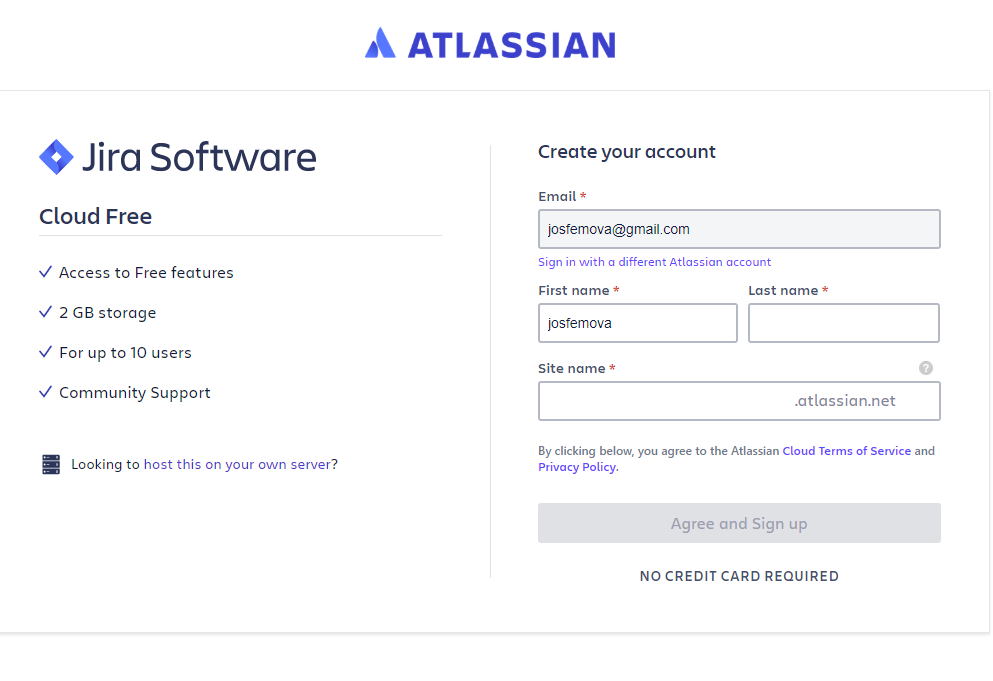 ATLASSIAN
Jira Software
Cloud Free
Access to Free features
2 GB storage
For up to 10 users
Community Support
Looking to host this on your own server?
Create your account
Email *
josfemova@gmail.com
Sign in with a different Atlassian account
First name * Last name *
josfemova
Site name * ?
.atlassian.net
By clicking below, you agree to the Atlassian Cloud Terms of Service and
Privacy Policy.
Agree and Sign up
NO CREDIT CARD REQUIRED